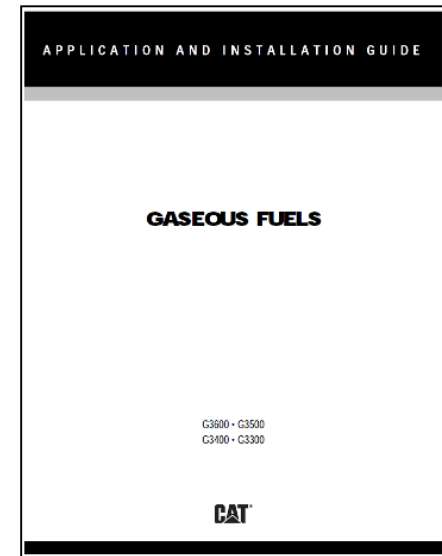 APPLICATION AND INSTALLATION GUIDE
GASEOUS FUELS
G3600 • G3500
G3400 • G3300
CAT